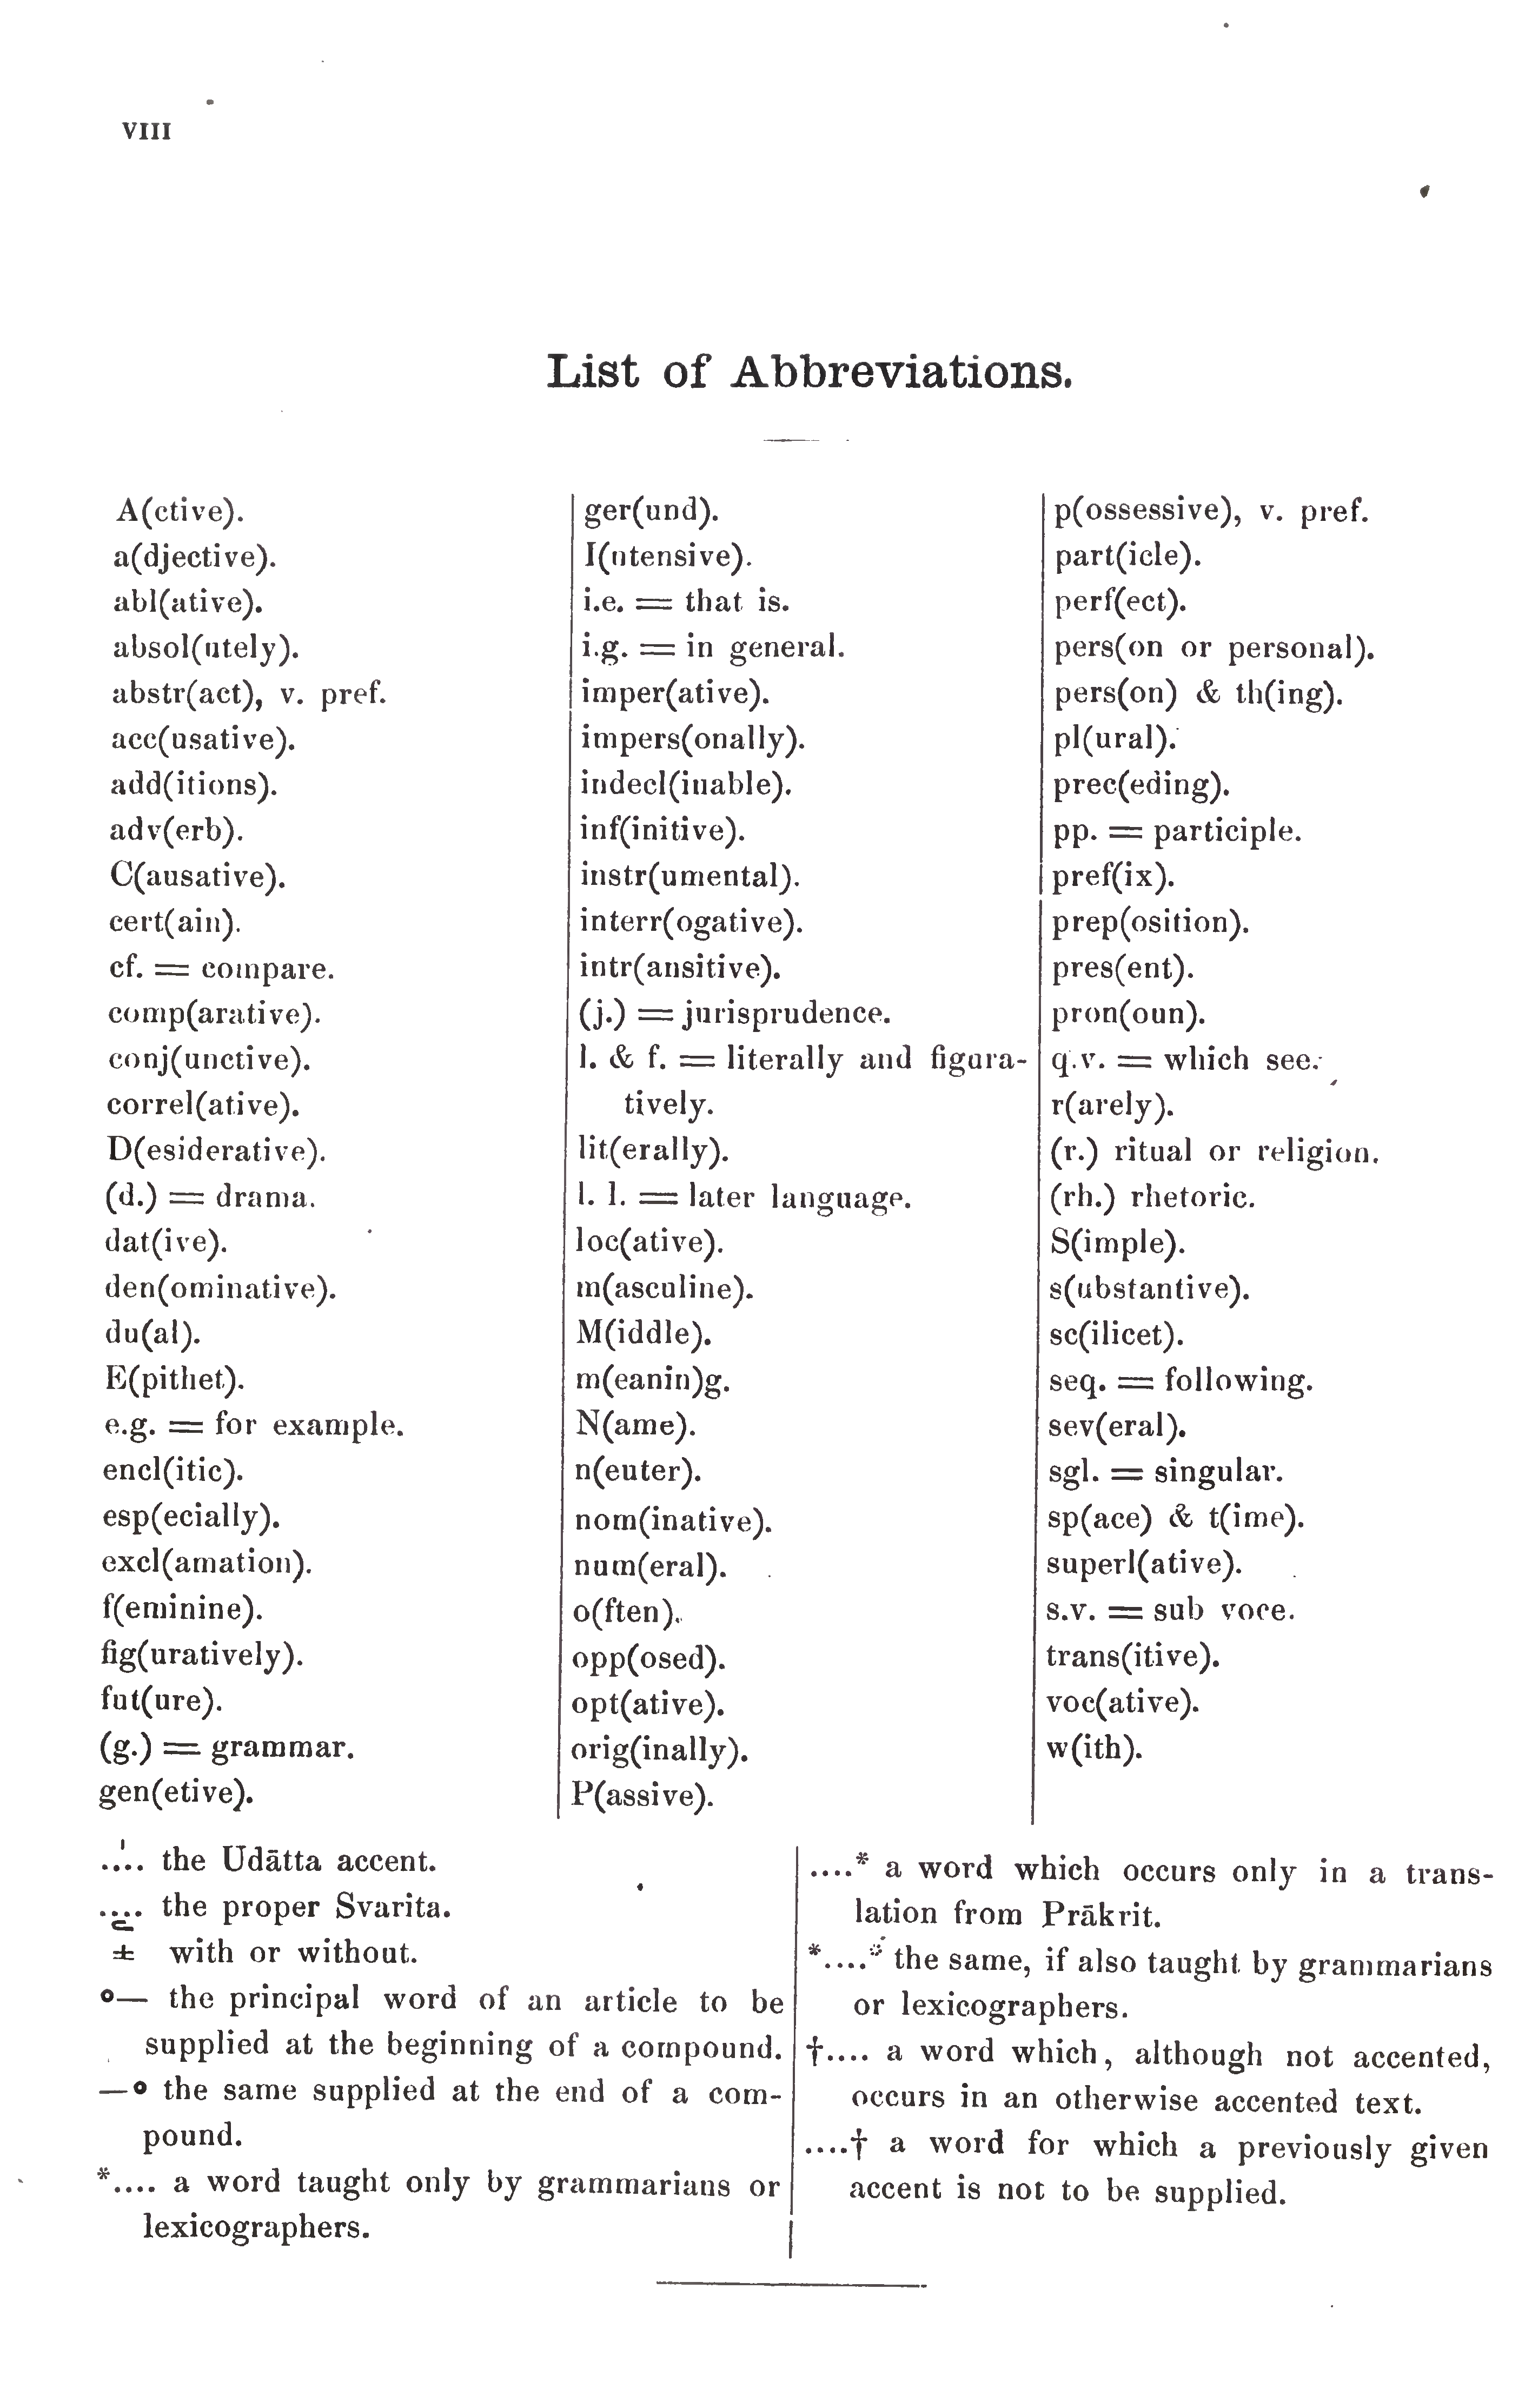 VIII
List of Abbreviations.
A(ctive).
a(djective).
abl(ative).
absol(utely).
abstr(act), v. pref.
acc(usative).
add(itions).
adv(erb).
C(ausative).
cert(ain).
cf. = compare.
comp(arative).
conj(unctive).
correl(ative).
D(esiderative).
(d.) = drama.
dat(ive).
den(ominative).
du(al).
E(pithet).
e.g. = for example.
encl(itic).
esp(ecially).
excl(amation).
f(eminine).
fig(uratively).
fut(ure).
(g.) = grammar.
gen(etive).
ger(und).
I(ntensive).
i.e. = that is.
i.g. = in general.
imper(ative).
impers(onally).
indecl(inable).
inf(initive).
instr(umental).
interr(ogative).
intr(ansitive).
(j.) = jurisprudence.
l. & f. = literally and figura-
tively.
lit(erally).
l. l. = later language.
loc(ative).
m(asculine).
M(iddle).
m(eanin)g.
N(ame).
n(euter).
nom(inative).
num(eral).
o(ften).
opp(osed).
opt(ative).
orig(inally).
P(assive).
p(ossessive), v. pref.
part(icle).
perf(ect).
pers(on or personal).
pers(on) & th(ing).
pl(ural).
prec(eding).
pp. = participle.
pref(ix).
prep(osition).
pres(ent).
pron(oun).
q.v. = which see.
r(arely).
(r.) ritual or religion.
(rh.) rhetoric.
S(imple).
s(ubstantive).
sc(ilicet).
seq. = following.
sev(eral).
sgl. = singular.
sp(ace) & t(ime).
superl(ative).
s.v. = sub voce.
trans(itive).
voc(ative).
w(ith).
.... the Udātta accent.
.... the proper Svarita.
± with or without.
o— the principal word of an article to be
supplied at the beginning of a compound.
—o the same supplied at the end of a com-
pound.
*.... a word taught only by grammarians or
lexicographers.
....* a word which occurs only in a trans-
lation from Prākrit.
*....* the same, if also taught by grammarians
or lexicographers.
†.... a word which, although not accented,
occurs in an otherwise accented text.
....† a word for which a previously given
accent is not to be supplied.